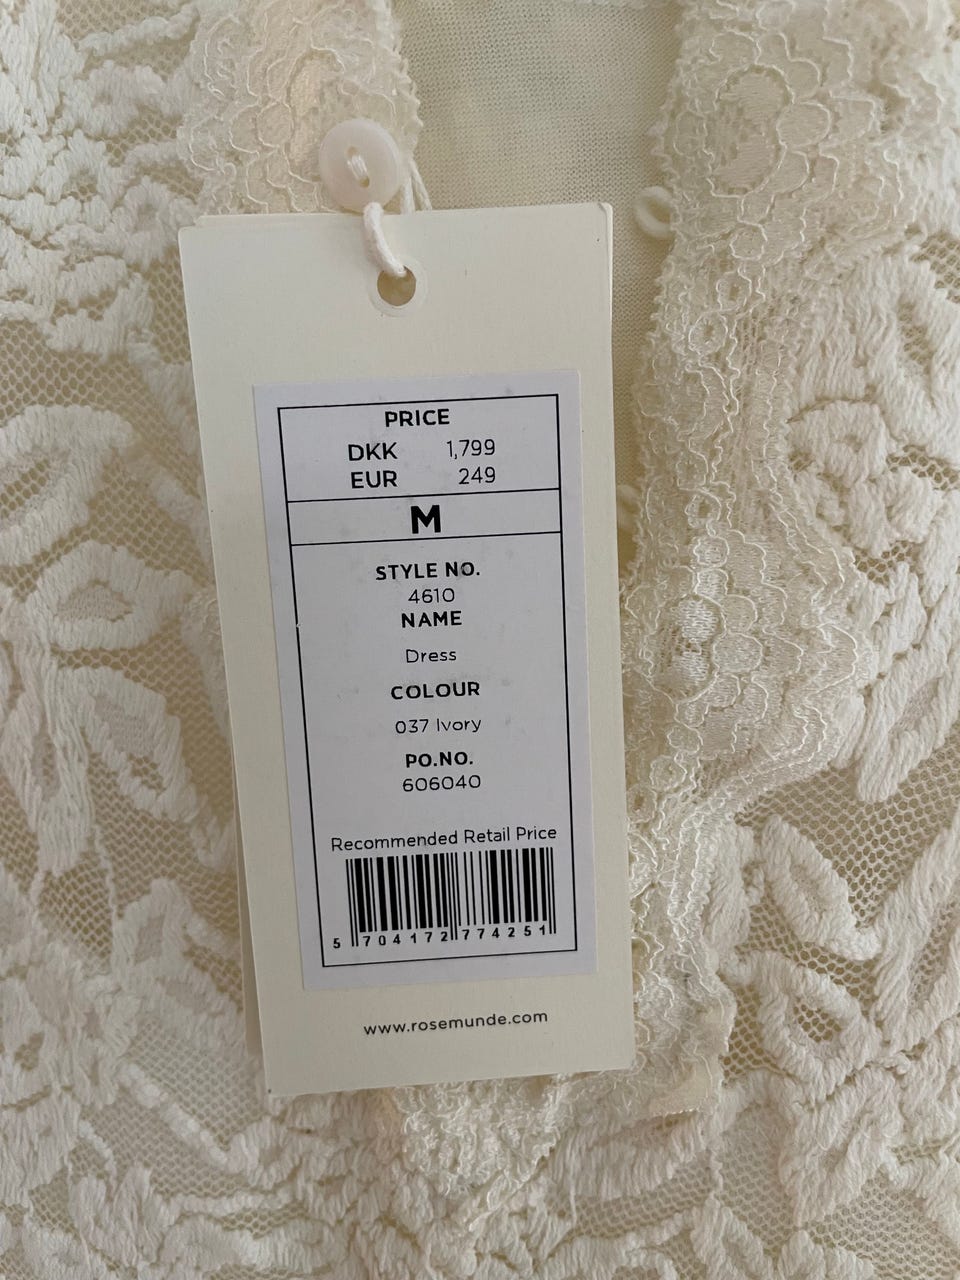 PRICE
DKK 1,799
EUR 249
M
STYLE NO.
4610
NAME
Dress
COLOUR
037 Ivory
PO.NO.
606040
Recommended Retail Price
5 704172 774251
www.rosemunde.com